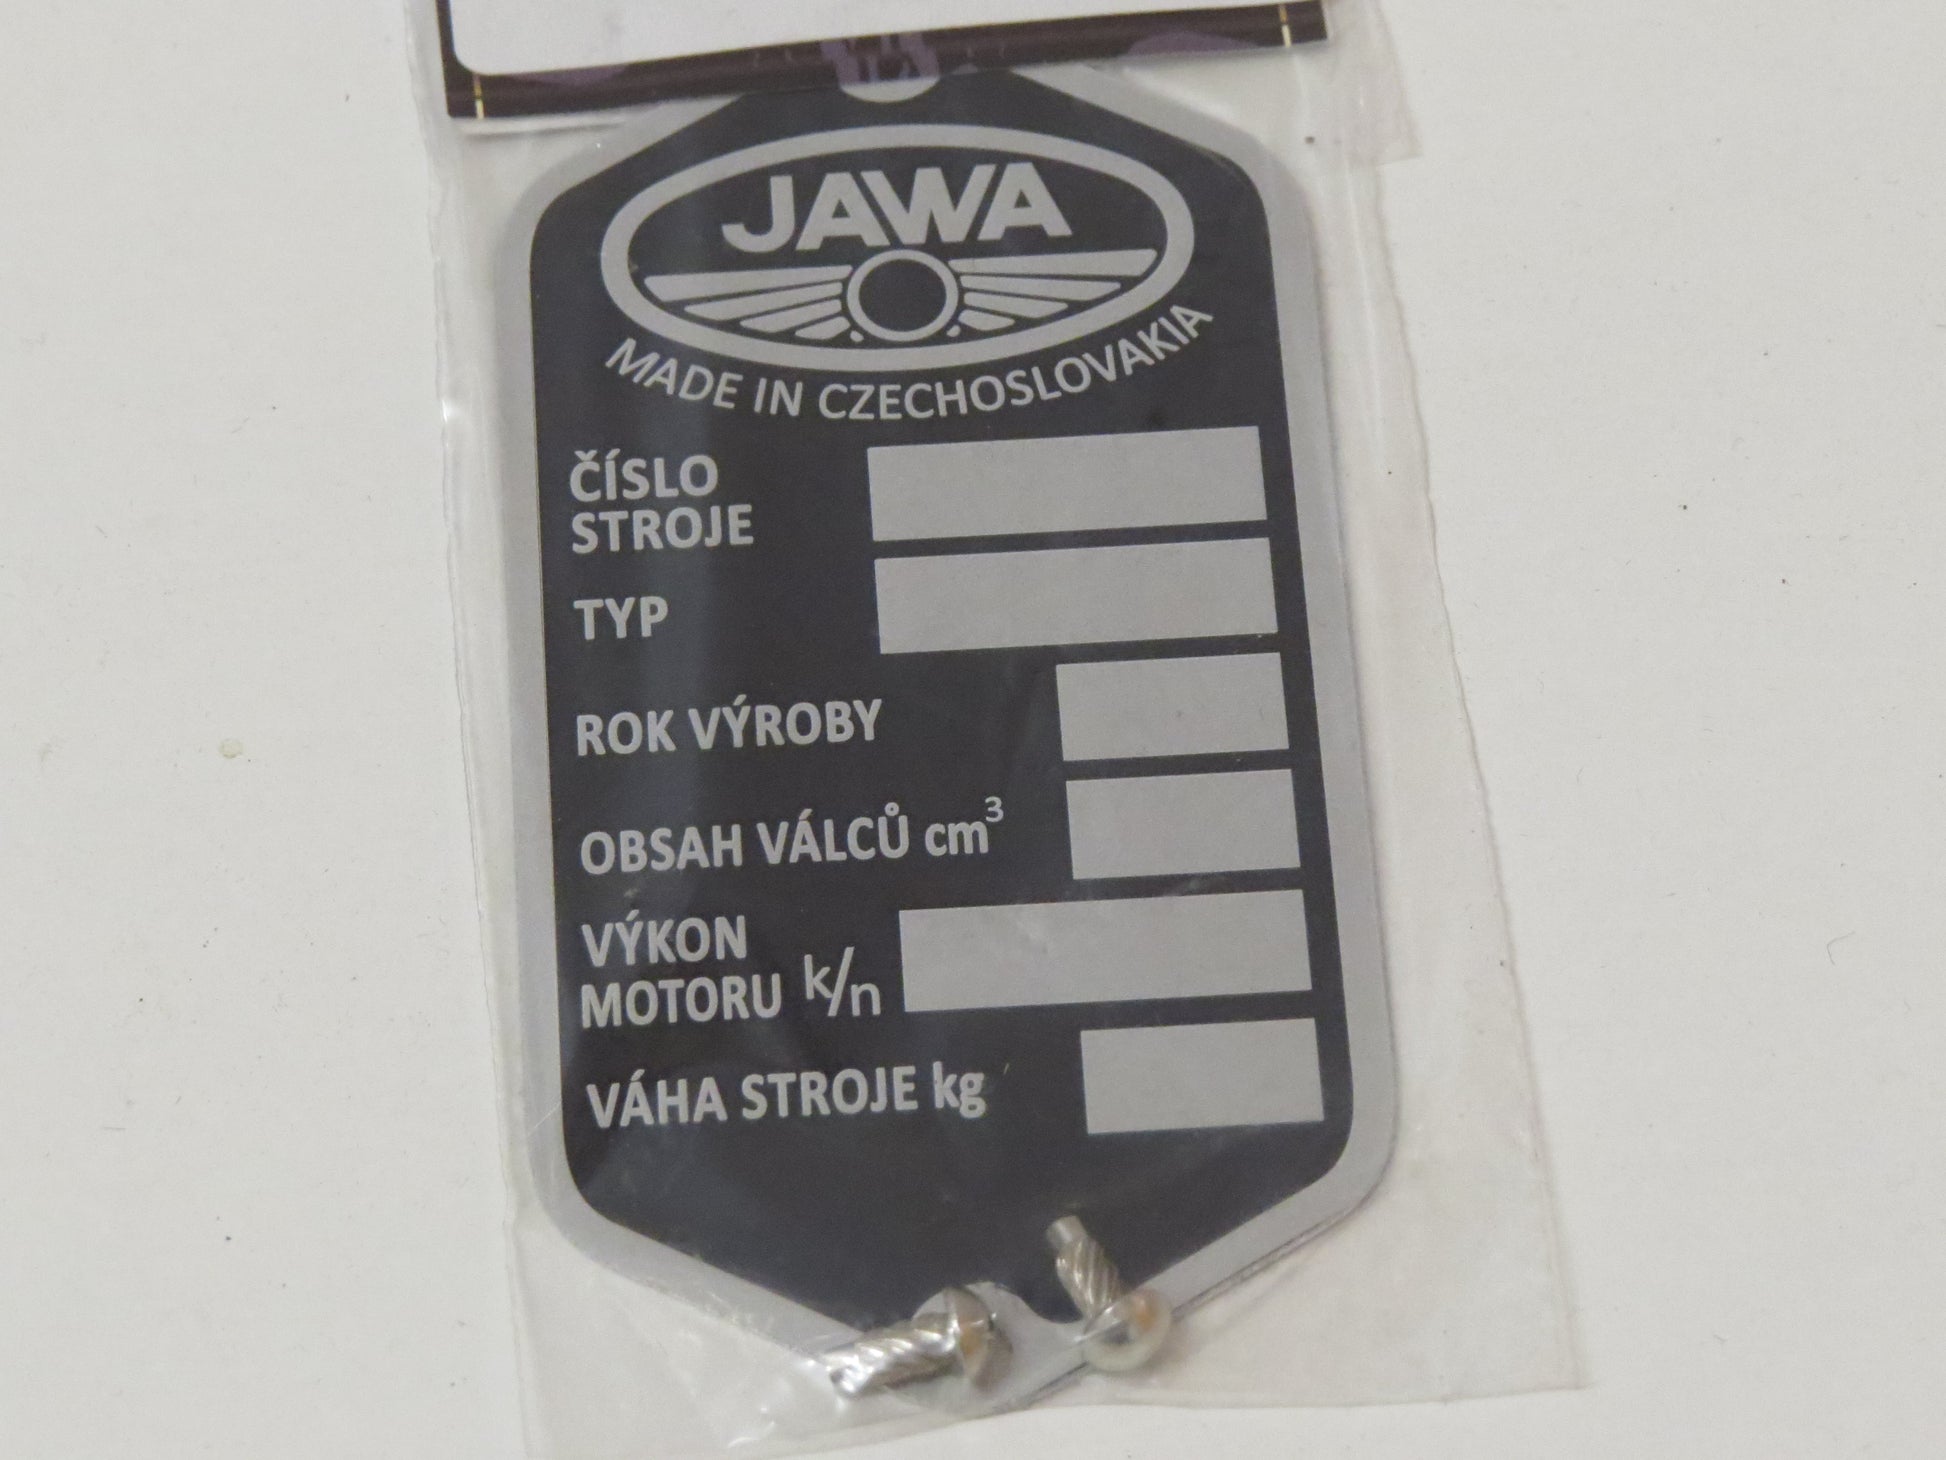 JAWA
MADE IN CZECHOSLOVAKIA
ČÍSLO
STROJE
TYP
ROK VÝROBY
OBSAH VÁLCŮ cm³
VÝKON
MOTORU k/n
VÁHA STROJE kg